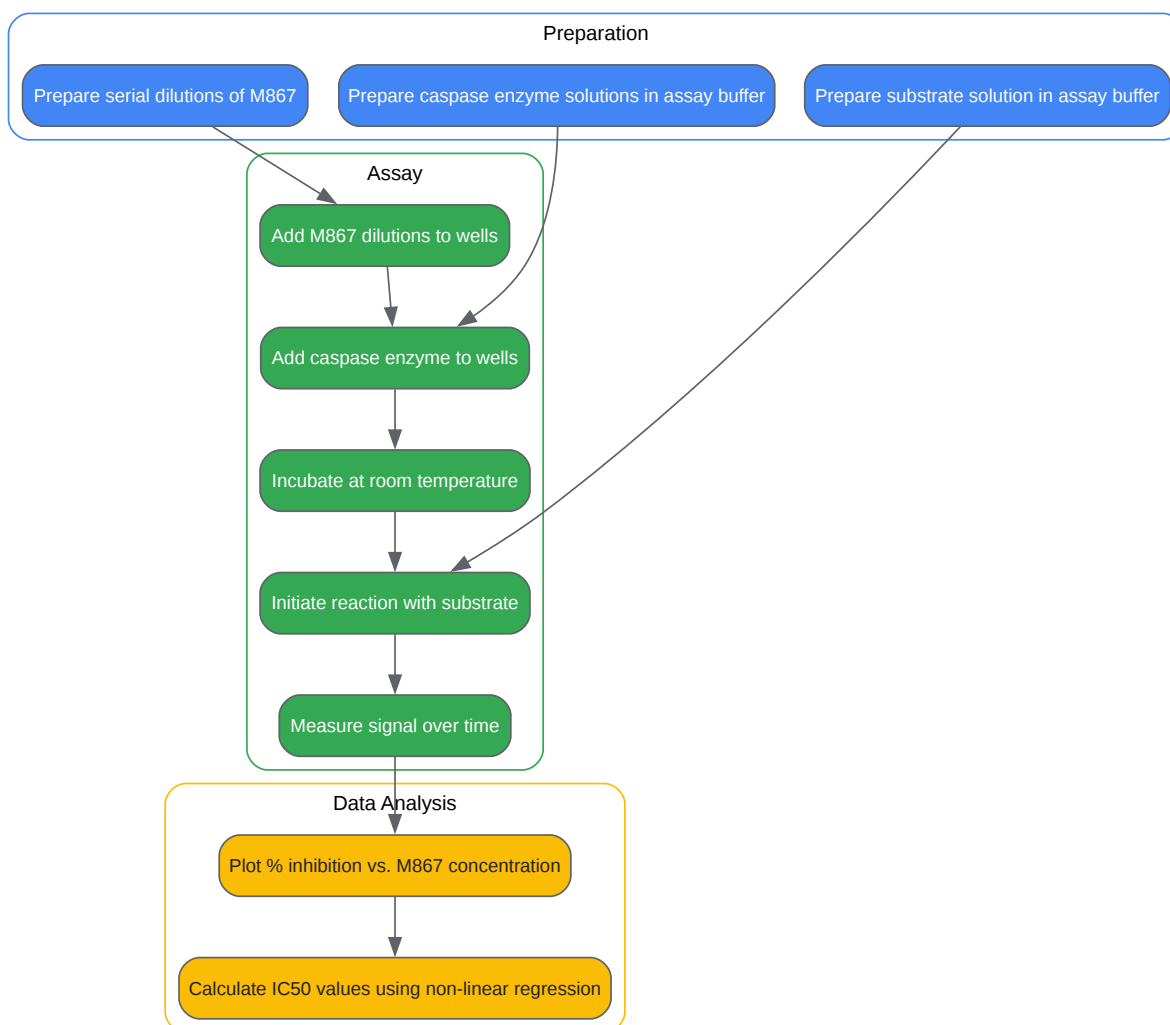 Preparation
Prepare serial dilutions of M867
Prepare caspase enzyme solutions in assay buffer
Prepare substrate solution in assay buffer
Assay
Add M867 dilutions to wells
Add caspase enzyme to wells
Incubate at room temperature
Initiate reaction with substrate
Measure signal over time
Data Analysis
Plot % inhibition vs. M867 concentration
Calculate IC50 values using non-linear regression